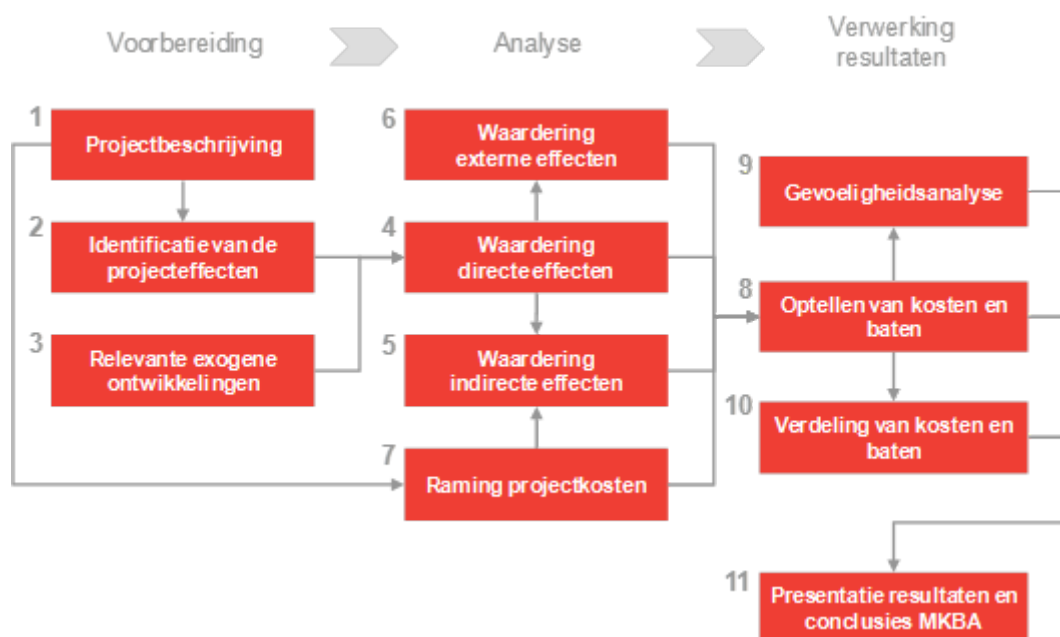 Voorbereiding
Analyse
Verwerking
resultaten
1
Projectbeschrijving
2
Identificatie van de
projecteffecten
3
Relevante exogene
ontwikkelingen
6
Waardering
externe effecten
4
Waardering
directe effecten
5
Waardering
indirecte effecten
7
Raming projectkosten
9
Gevoeligheidsanalyse
8
Optellen van kosten en
baten
10
Verdeling van kosten en
baten
11
Presentatie resultaten en
conclusies MKBA